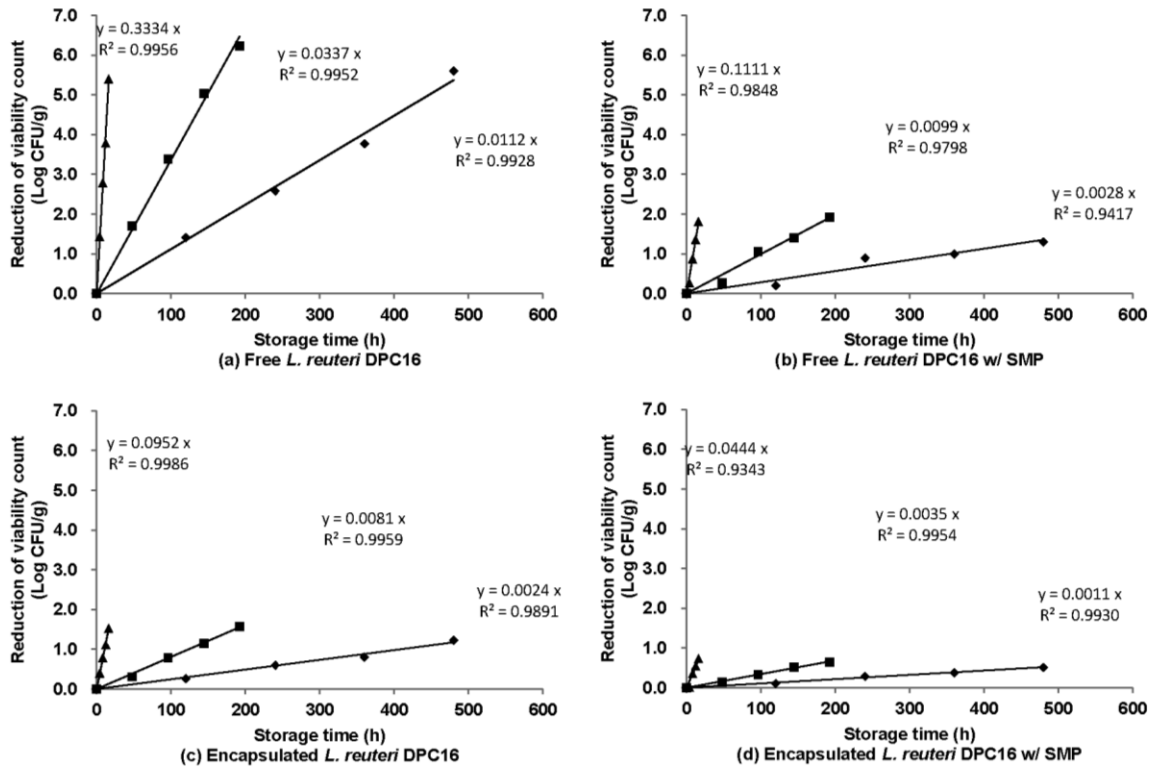 Reduction of viability count
(Log CFU/g)
7.0
6.0
5.0
4.0
3.0
2.0
1.0
0.0
y = 0.3334 x
R² = 0.9956
y = 0.0337 x
R² = 0.9952
y = 0.0112 x
R² = 0.9928
0 100 200 300 400 500 600
Storage time (h)
(a) Free L. reuteri DPC16
Reduction of viability count
(Log CFU/g)
7.0
6.0
5.0
4.0
3.0
2.0
1.0
0.0
y = 0.1111 x
R² = 0.9848
y = 0.0099 x
R² = 0.9798
y = 0.0028 x
R² = 0.9417
0 100 200 300 400 500 600
Storage time (h)
(b) Free L. reuteri DPC16 w/ SMP
Reduction of viability count
(Log CFU/g)
7.0
6.0
5.0
4.0
3.0
2.0
1.0
0.0
y = 0.0952 x
R² = 0.9986
y = 0.0081 x
R² = 0.9959
y = 0.0024 x
R² = 0.9891
0 100 200 300 400 500 600
Storage time (h)
(c) Encapsulated L. reuteri DPC16
Reduction of viability count
(Log CFU/g)
7.0
6.0
5.0
4.0
3.0
2.0
1.0
0.0
y = 0.0444 x
R² = 0.9343
y = 0.0035 x
R² = 0.9954
y = 0.0011 x
R² = 0.9930
0 100 200 300 400 500 600
Storage time (h)
(d) Encapsulated L. reuteri DPC16 w/ SMP